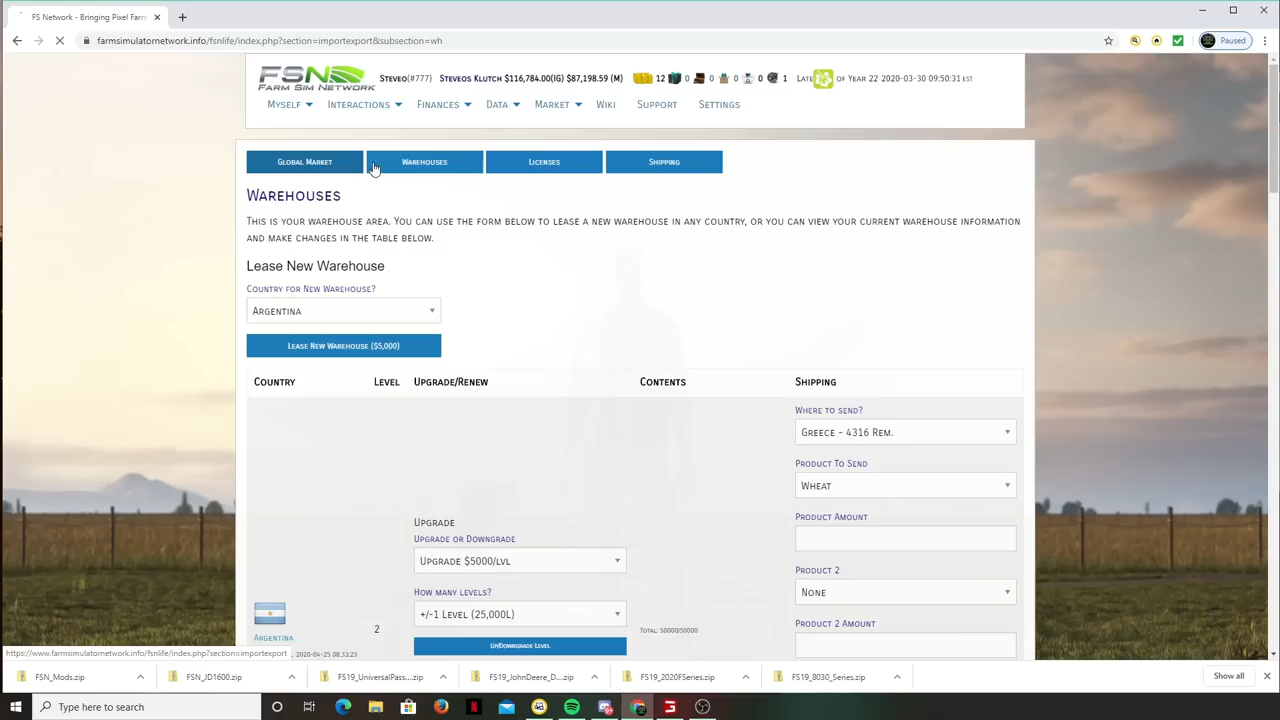 FS Network - Bringing Pixel Farm
Paused
farmsimulatornetwork.info/fsnlife/index.php?section=importexport&subsection=wh
FSN
FARM SIM NETWORK
Steveo(#777) Steveos Klutch $116,784.00(IG) $87,198.59 (M) 12 0 0 0 0 1 Late of Year 22 2020-03-30 09:50:31 EST
Myself Interactions Finances Data Market Wiki Support Settings
Global Market Warehouses Licenses Shipping
Warehouses
This is your warehouse area. You can use the form below to lease a new warehouse in any country, or you can view your current warehouse information
and make changes in the table below.
Lease New Warehouse
Country for New Warehouse?
Argentina
Lease New Warehouse ($5,000)
Country Level Upgrade/Renew Contents Shipping
Where to send?
Greece - 4316 Rem.
Product To Send
Wheat
Product Amount
Upgrade
Upgrade or Downgrade
Upgrade $5000/lvl
Product 2
None
How many levels?
+/-1 Level (25,000L)
Product 2 Amount
Argentina
2
Total: 50000/50000
Up/Downgrade Level
https://www.farmsimulatornetwork.info/fsnlife/index.php?section=importexport
2020-04-25 08:33:23
FSN_Mods.zip
FSN_JD1600.zip
FS19_UniversalPass....zip
FS19_JohnDeere_D....zip
FS19_2020FSeries.zip
FS19_8030_Series.zip
Show all
Type here to search